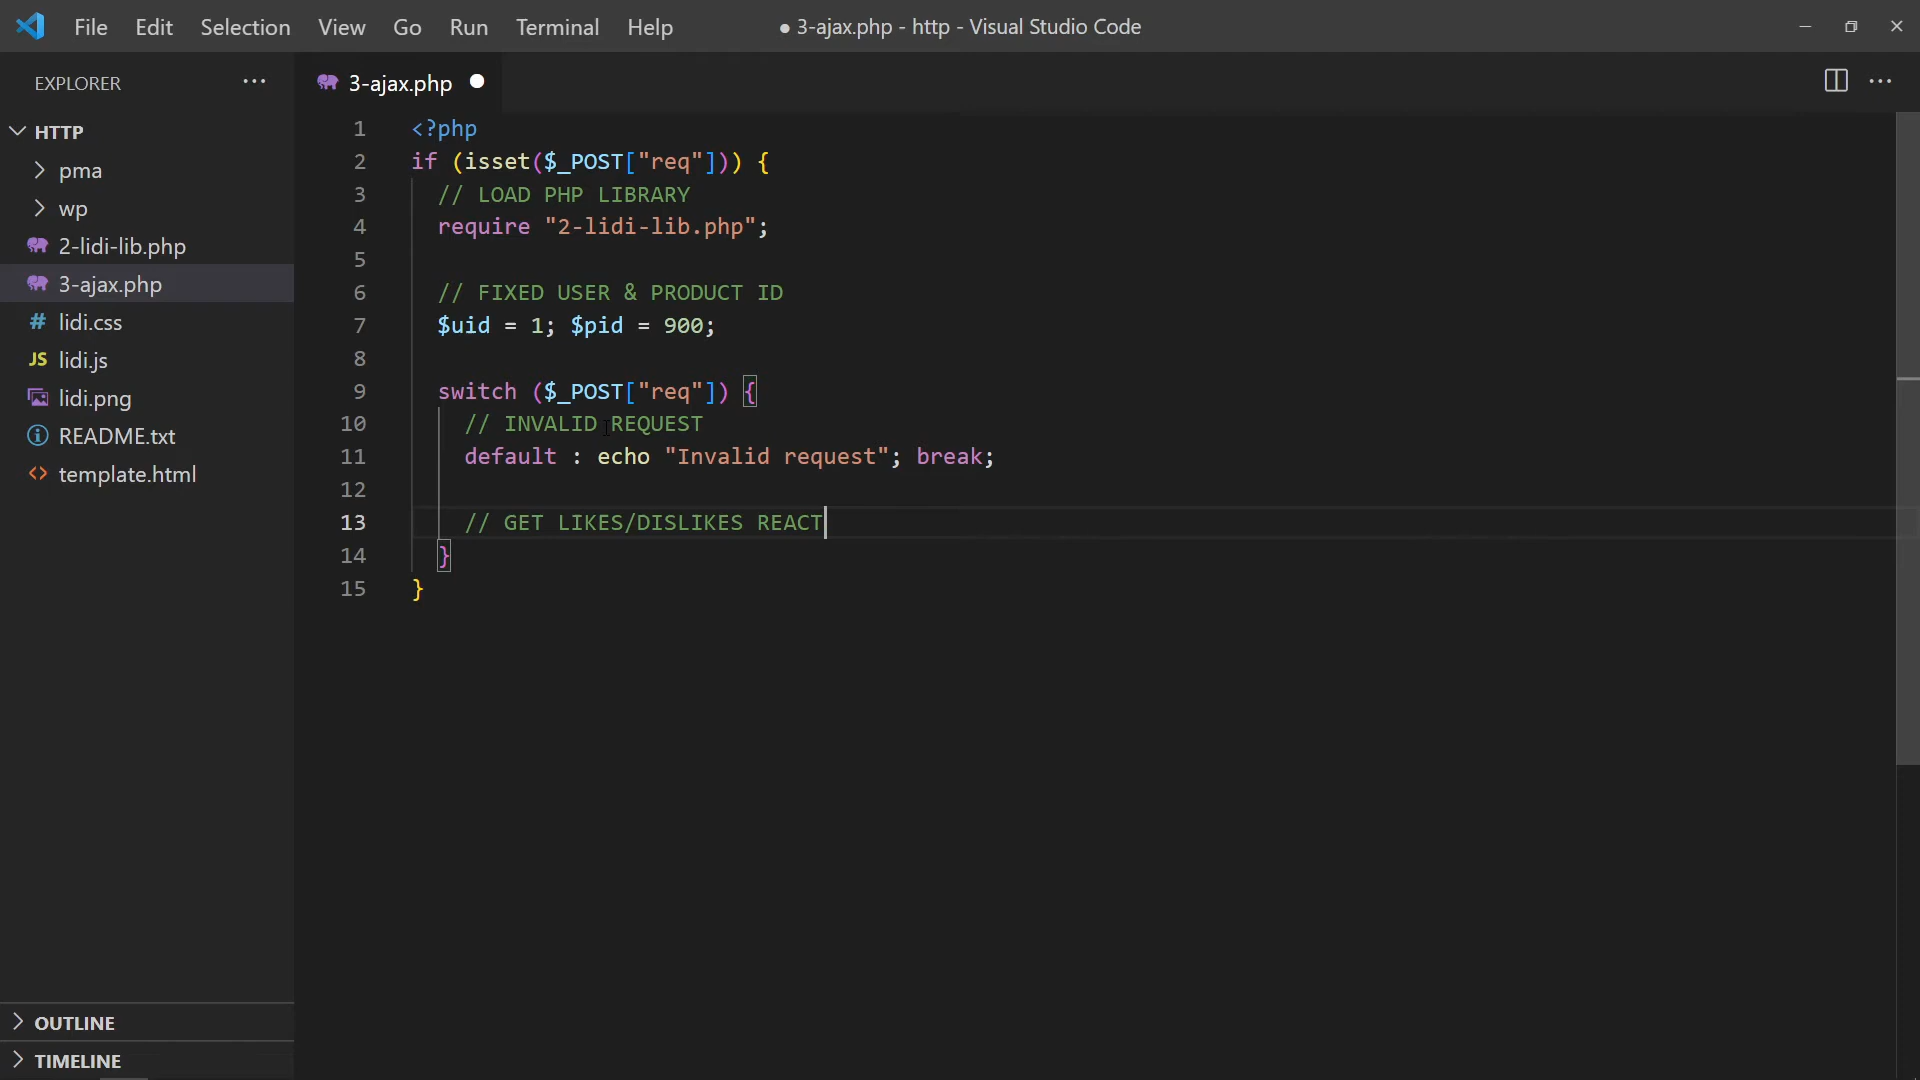 File Edit Selection View Go Run Terminal Help ● 3-ajax.php - http - Visual Studio Code
EXPLORER
HTTP
pma
wp
2-lidi-lib.php
3-ajax.php
# lidi.css
JS lidi.js
lidi.png
README.txt
<> template.html
OUTLINE
TIMELINE
3-ajax.php
1 <?php
2 if (isset($_POST["req"])) {
3 // LOAD PHP LIBRARY
4 require "2-lidi-lib.php";
5
6 // FIXED USER & PRODUCT ID
7 $uid = 1; $pid = 900;
8
9 switch ($_POST["req"]) {
10 // INVALID REQUEST
11 default : echo "Invalid request"; break;
12
13 // GET LIKES/DISLIKES REACT
14 }
15 }